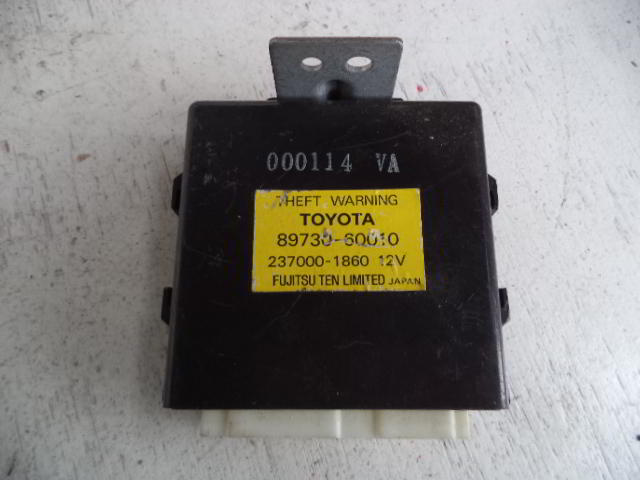 000114 VA
THEFT WARNING
TOYOTA
89730-60010
237000-1860 12V
FUJITSU TEN LIMITED JAPAN